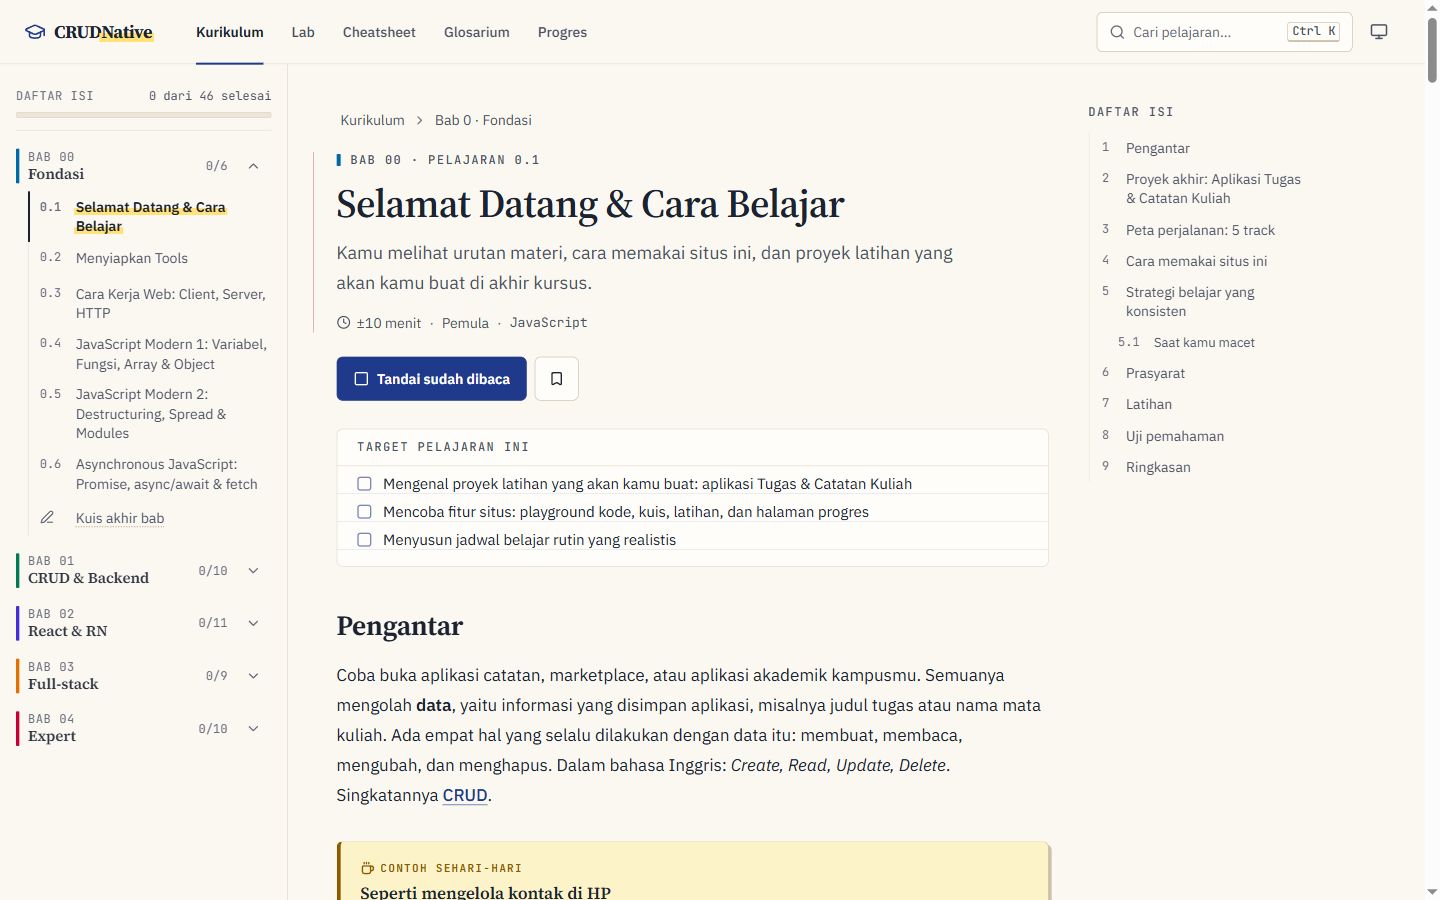 CRUDNative
Kurikulum
Lab
Cheatsheet
Glosarium
Progres
Cari pelajaran...
Ctrl K
DAFTAR ISI
0 dari 46 selesai
BAB 00
Fondasi
0/6
0.1 Selamat Datang & Cara
Belajar
0.2 Menyiapkan Tools
0.3 Cara Kerja Web: Client, Server,
HTTP
0.4 JavaScript Modern 1: Variabel,
Fungsi, Array & Object
0.5 JavaScript Modern 2:
Destructuring, Spread &
Modules
0.6 Asynchronous JavaScript:
Promise, async/await & fetch
Kuis akhir bab
BAB 01
CRUD & Backend
0/10
BAB 02
React & RN
0/11
BAB 03
Full-stack
0/9
BAB 04
Expert
0/10
Kurikulum > Bab 0 · Fondasi
BAB 00 · PELAJARAN 0.1
Selamat Datang & Cara Belajar
Kamu melihat urutan materi, cara memakai situs ini, dan proyek latihan yang
akan kamu buat di akhir kursus.
±10 menit · Pemula · JavaScript
Tandai sudah dibaca
TARGET PELAJARAN INI
Mengenal proyek latihan yang akan kamu buat: aplikasi Tugas & Catatan Kuliah
Mencoba fitur situs: playground kode, kuis, latihan, dan halaman progres
Menyusun jadwal belajar rutin yang realistis
Pengantar
Coba buka aplikasi catatan, marketplace, atau aplikasi akademik kampusmu. Semuanya
mengolah data, yaitu informasi yang disimpan aplikasi, misalnya judul tugas atau nama mata
kuliah. Ada empat hal yang selalu dilakukan dengan data itu: membuat, membaca,
mengubah, dan menghapus. Dalam bahasa Inggris: Create, Read, Update, Delete.
Singkatannya CRUD.
CONTOH SEHARI-HARI
Seperti mengelola kontak di HP
DAFTAR ISI
1 Pengantar
2 Proyek akhir: Aplikasi Tugas
& Catatan Kuliah
3 Peta perjalanan: 5 track
4 Cara memakai situs ini
5 Strategi belajar yang
konsisten
5.1 Saat kamu macet
6 Prasyarat
7 Latihan
8 Uji pemahaman
9 Ringkasan